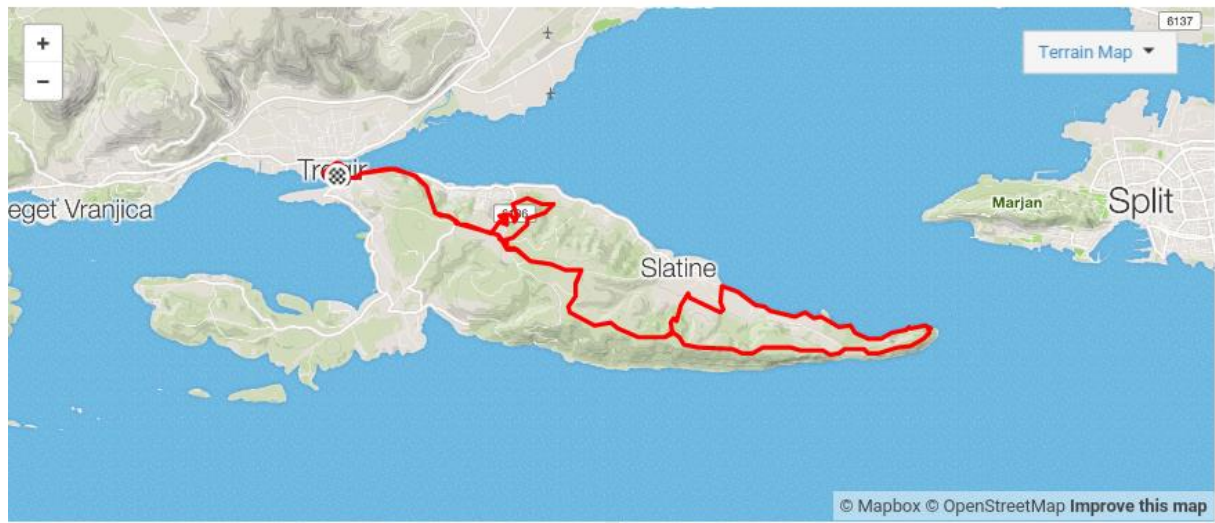 +
−
6137
Terrain Map
Marjan
Split
eget Vranjica
Slatine
© Mapbox © OpenStreetMap Improve this map